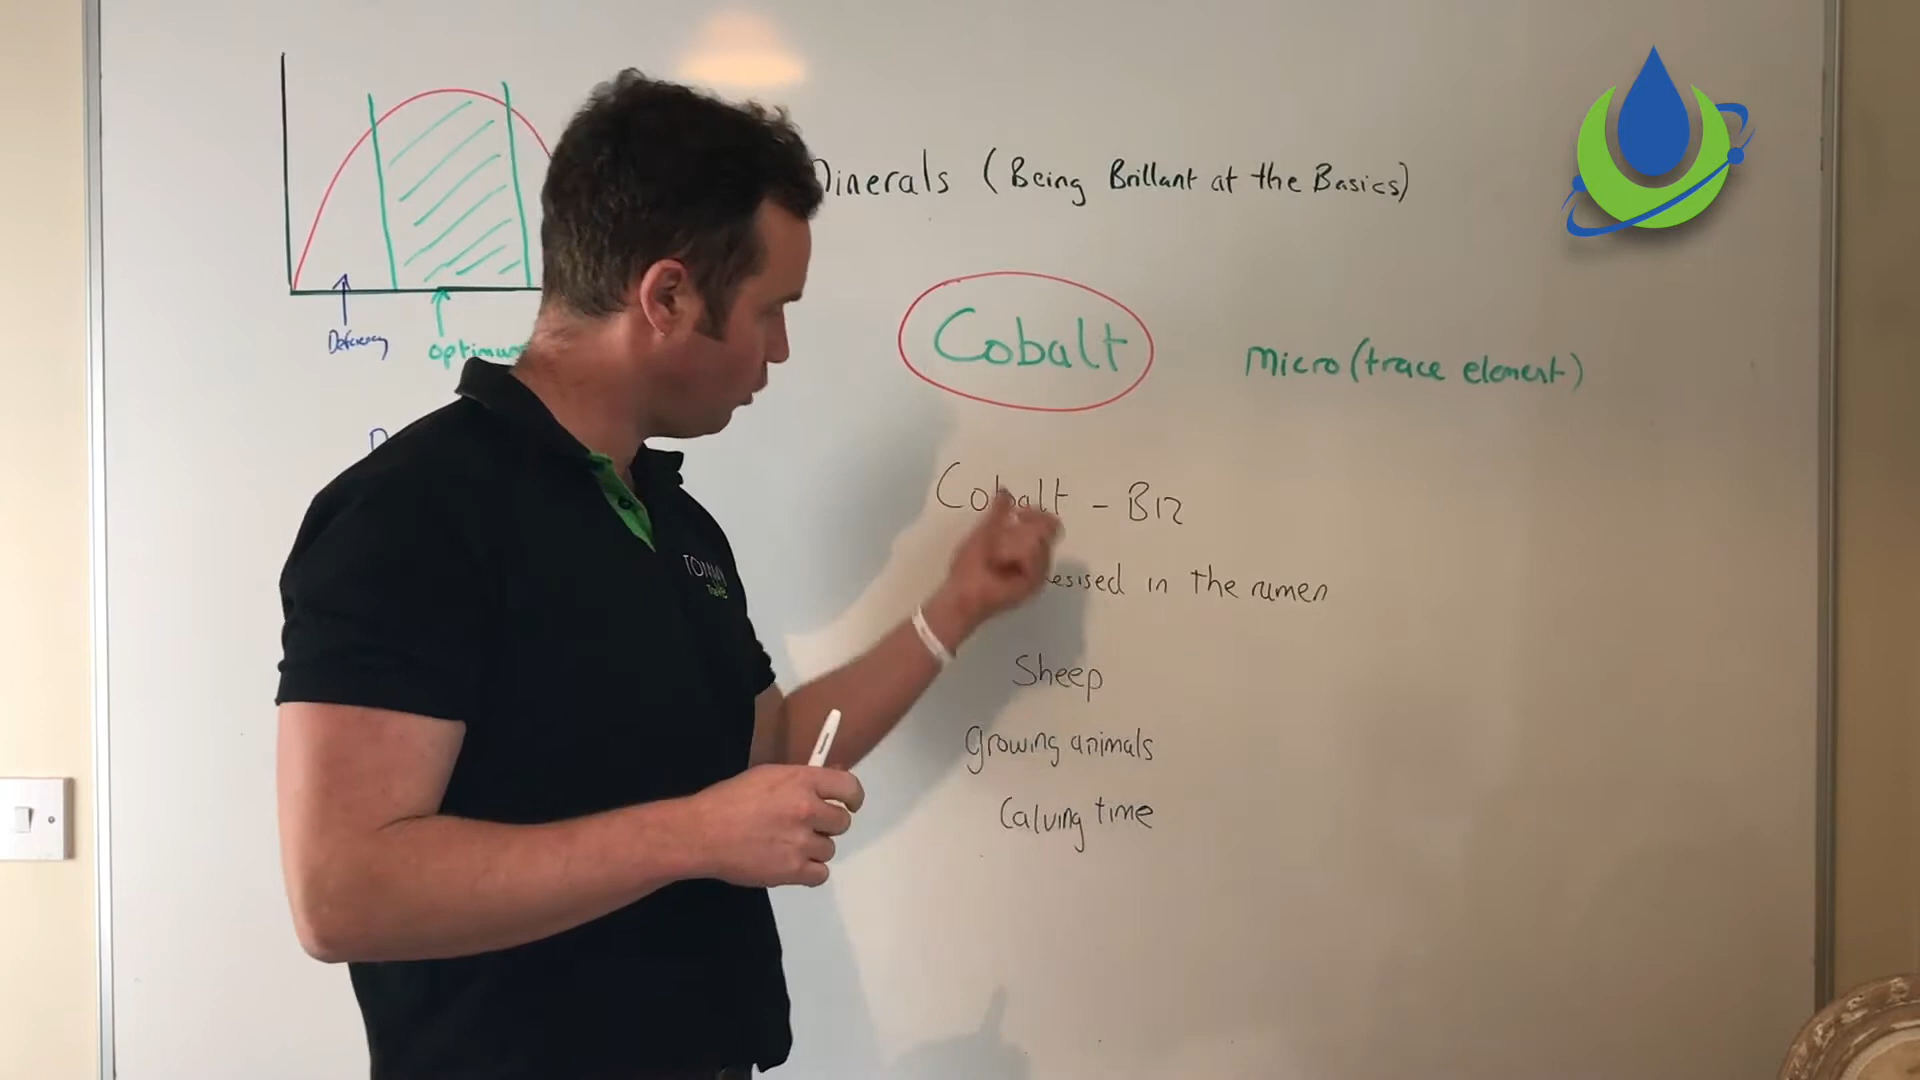 Minerals (Being Brillant at the Basics)
Cobalt
Micro (trace element)
Deficiency
optimum
Cobalt - B12
in the rumen
Sheep
Growing animals
Calving time
TOMMY